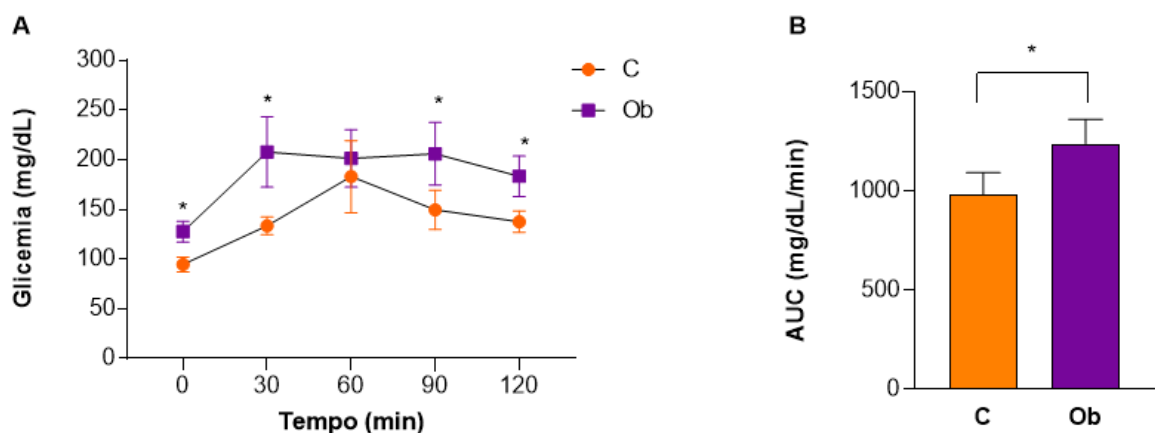 A
Glicemia (mg/dL)
300
250
200
150
100
50
0
*
*
*
*
0 30 60 90 120
Tempo (min)
C
Ob
B
*
AUC (mg/dL/min)
1500
1000
500
0
C Ob